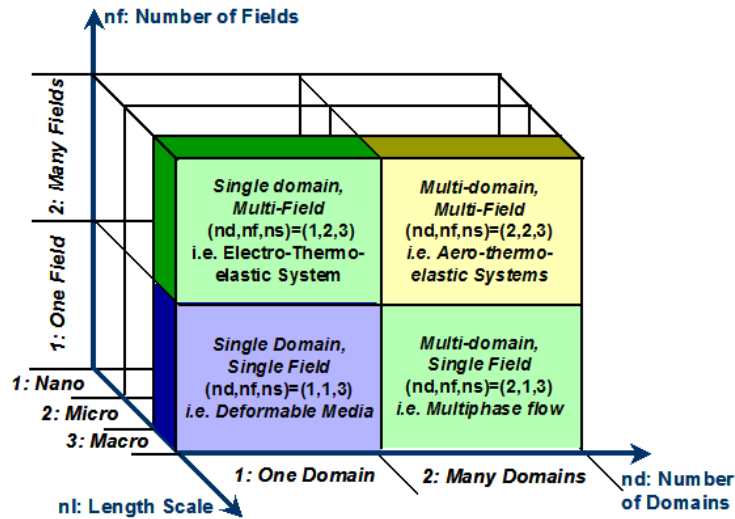 nf: Number of Fields
2: Many Fields
1: One Field
Single domain,
Multi-Field
(nd,nf,ns)=(1,2,3)
i.e. Electro-Thermo-
elastic System
Multi-domain,
Multi-Field
(nd,nf,ns)=(2,2,3)
i.e. Aero-thermo-
elastic Systems
Single Domain,
Single Field
(nd,nf,ns)=(1,1,3)
i.e. Deformable Media
Multi-domain,
Single Field
(nd,nf,ns)=(2,1,3)
i.e. Multiphase flow
1: Nano
2: Micro
3: Macro
1: One Domain
2: Many Domains
nd: Number
of Domains
nl: Length Scale